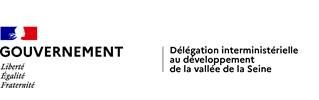 GOUVERNEMENT
Liberté
Égalité
Fraternité
Délégation interministérielle
au développement
de la vallée de la Seine